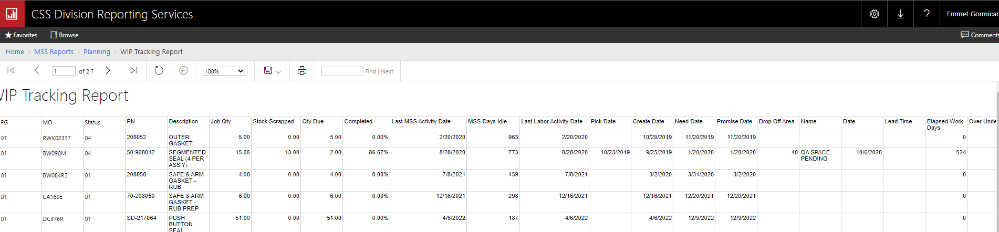 CSS Division Reporting Services
Emmet Gormican
Favorites Browse Comments
Home > MSS Reports > Planning > WIP Tracking Report
1 of 2 ? 100% Find | Next
WIP Tracking Report
PG MO Status PN Description Job Qty Stock Scrapped Qty Due Completed Last MSS Activity Date MSS Days Idle Last Labor Activity Date Pick Date Create Date Need Date Promise Date Drop Off Area Name Date Lead Time Elapsed Work Over Unde
Days
01 RWK02337 04 208052 OUTER 5.00 0.00 5.00 0.00% 2/20/2020 963 2/20/2020 10/29/2019 11/20/2019 11/20/2019 0
GASKET
01 BW090M 04 50-968012 SEGMENTED 15.00 13.00 2.00 -86.67% 8/28/2020 773 8/28/2020 10/23/2019 9/25/2019 1/20/2020 1/20/2020 40 QA SPACE 10/6/2020 524
SEAL (4 PER PENDING
ASS'Y)
01 BW084R3 01 208050 SAFE & ARM 4.00 0.00 4.00 0.00% 7/8/2021 459 7/8/2021 3/2/2020 3/31/2020 3/2/2020 0
GASKET -
RUB
01 CA169E 01 70-208050 SAFE & ARM 6.00 0.00 6.00 0.00% 12/16/2021 298 12/16/2021 12/16/2021 12/20/2021 12/20/2021 0
GASKET -
RUB PREP
01 DC376R 01 SD-217064 PUSH 51.00 0.00 51.00 0.00% 4/6/2022 187 4/6/2022 4/6/2022 12/9/2022 12/9/2022 0
BUTTON
SEAL